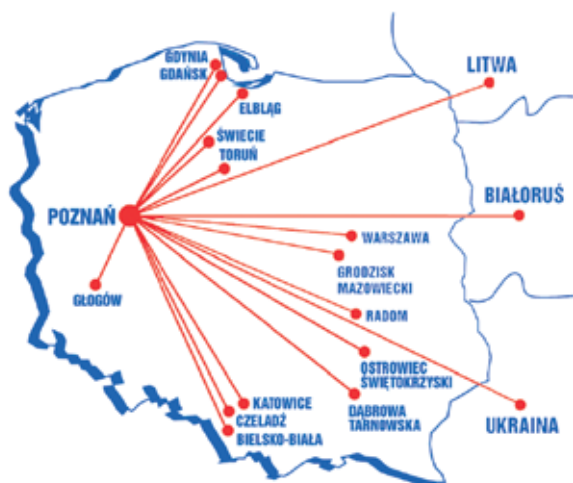 GDYNIA
GDAŃSK
LITWA
ELBLĄG
ŚWIECIE
TORUŃ
POZNAŃ
BIAŁORUŚ
WARSZAWA
GRODZISK
MAZOWIECKI
GŁOGÓW
RADOM
OSTROWIEC
ŚWIĘTOKRZYSKI
KATOWICE
CZELADŹ
BIELSKO-BIAŁA
DĄBROWA
TARNOWSKA
UKRAINA